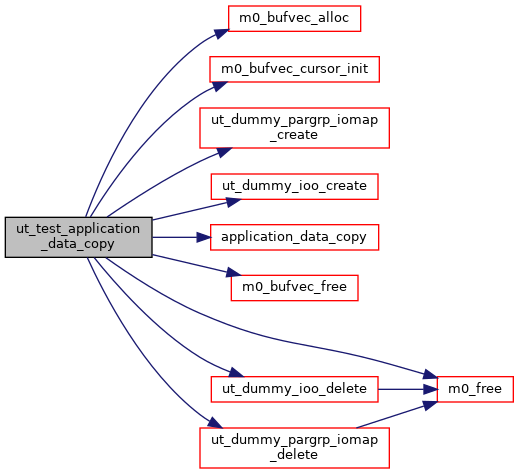 m0_bufvec_alloc
m0_bufvec_cursor_init
ut_dummy_pargrp_iomap
_create
ut_dummy_ioo_create
ut_test_application
_data_copy
application_data_copy
m0_bufvec_free
ut_dummy_ioo_delete
m0_free
ut_dummy_pargrp_iomap
_delete